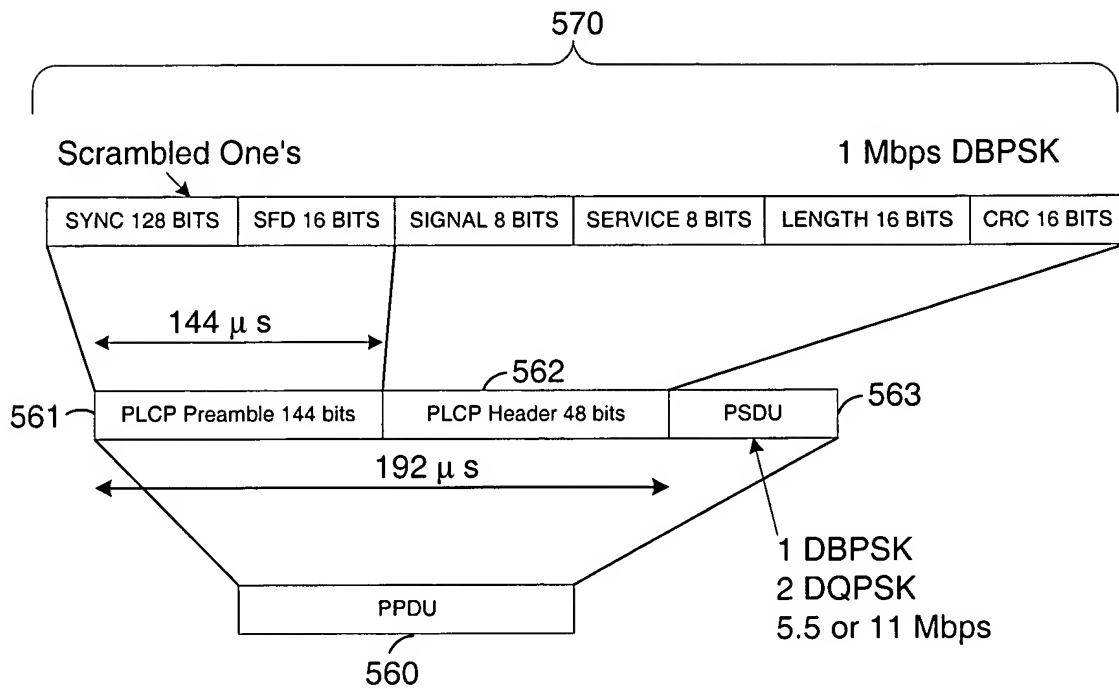 570
Scrambled One's
1 Mbps DBPSK
SYNC 128 BITS
SFD 16 BITS
SIGNAL 8 BITS
SERVICE 8 BITS
LENGTH 16 BITS
CRC 16 BITS
144 μ s
562
561
PLCP Preamble 144 bits
PLCP Header 48 bits
PSDU
563
192 μ s
1 DBPSK
2 DQPSK
5.5 or 11 Mbps
PPDU
560